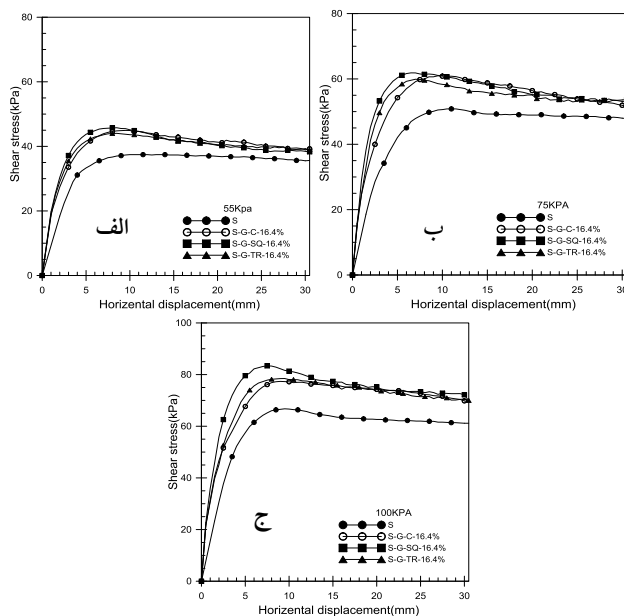 80
60
40
20
0
Shear stress(kPa)
0 5 10 15 20 25 30
Horizental displacement(mm)
الف
55Kpa
S
S-G-C-16.4%
S-G-SQ-16.4%
S-G-TR-16.4%
80
60
40
20
0
Shear stress(kPa)
0 5 10 15 20 25 30
Horizental displacement(mm)
ب
75KPA
S
S-G-C-16.4%
S-G-SQ-16.4%
S-G-TR-16.4%
100
80
60
40
20
0
Shear stress(kPa)
0 5 10 15 20 25 30
Horizental displacement(mm)
ج
100KPA
S
S-G-C-16.4%
S-G-SQ-16.4%
S-G-TR-16.4%